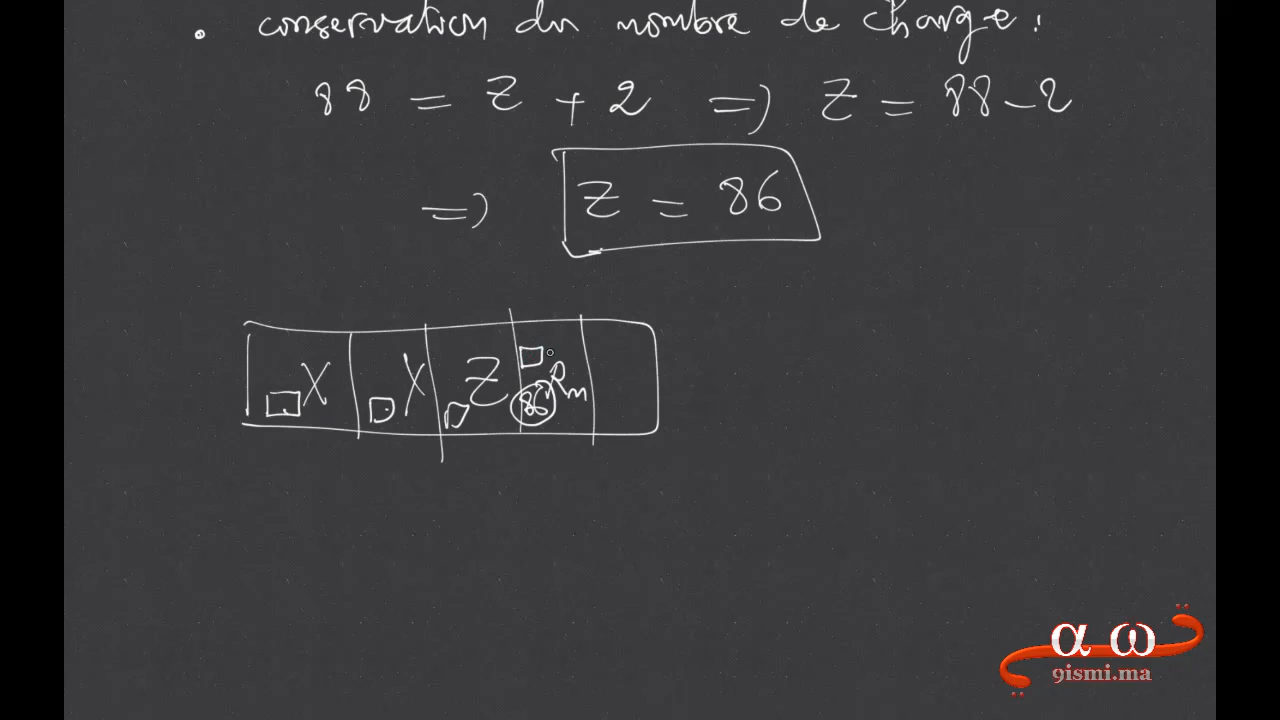 • conservation du nombre de charge :
88 = Z + 2 => Z = 88 - 2
=> Z = 86
X X Z 86 Rn
α ω
9ismi.ma